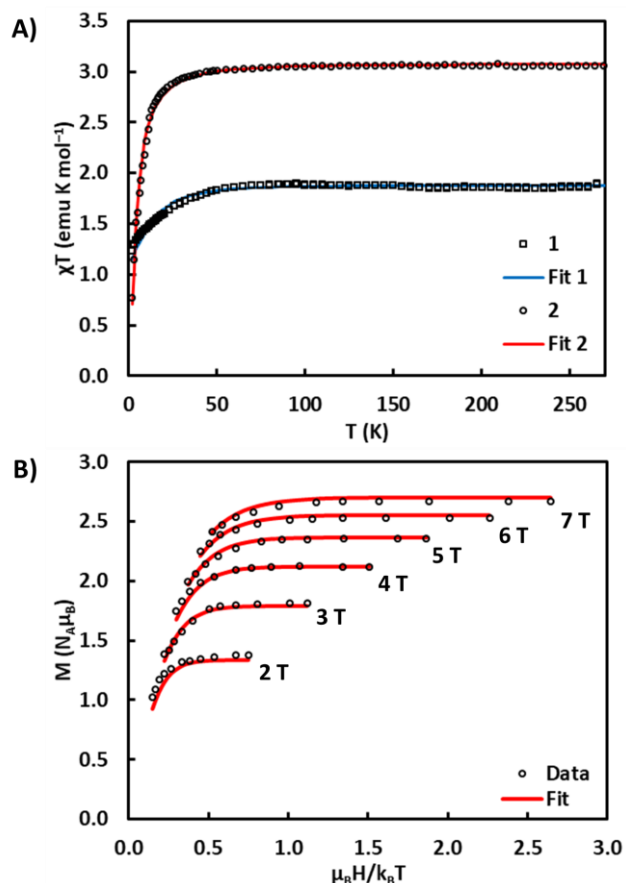 A)
χT (emu K mol⁻¹)
3.5
3.0
2.5
2.0
1.5
1.0
0.5
0.0
1
Fit 1
2
Fit 2
0 50 100 150 200 250
T (K)
B)
M (N_Aμ_B)
3.0
2.5
2.0
1.5
1.0
0.5
0.0
7 T
6 T
5 T
4 T
3 T
2 T
Data
Fit
0.0 0.5 1.0 1.5 2.0 2.5 3.0
μ_BH/k_BT